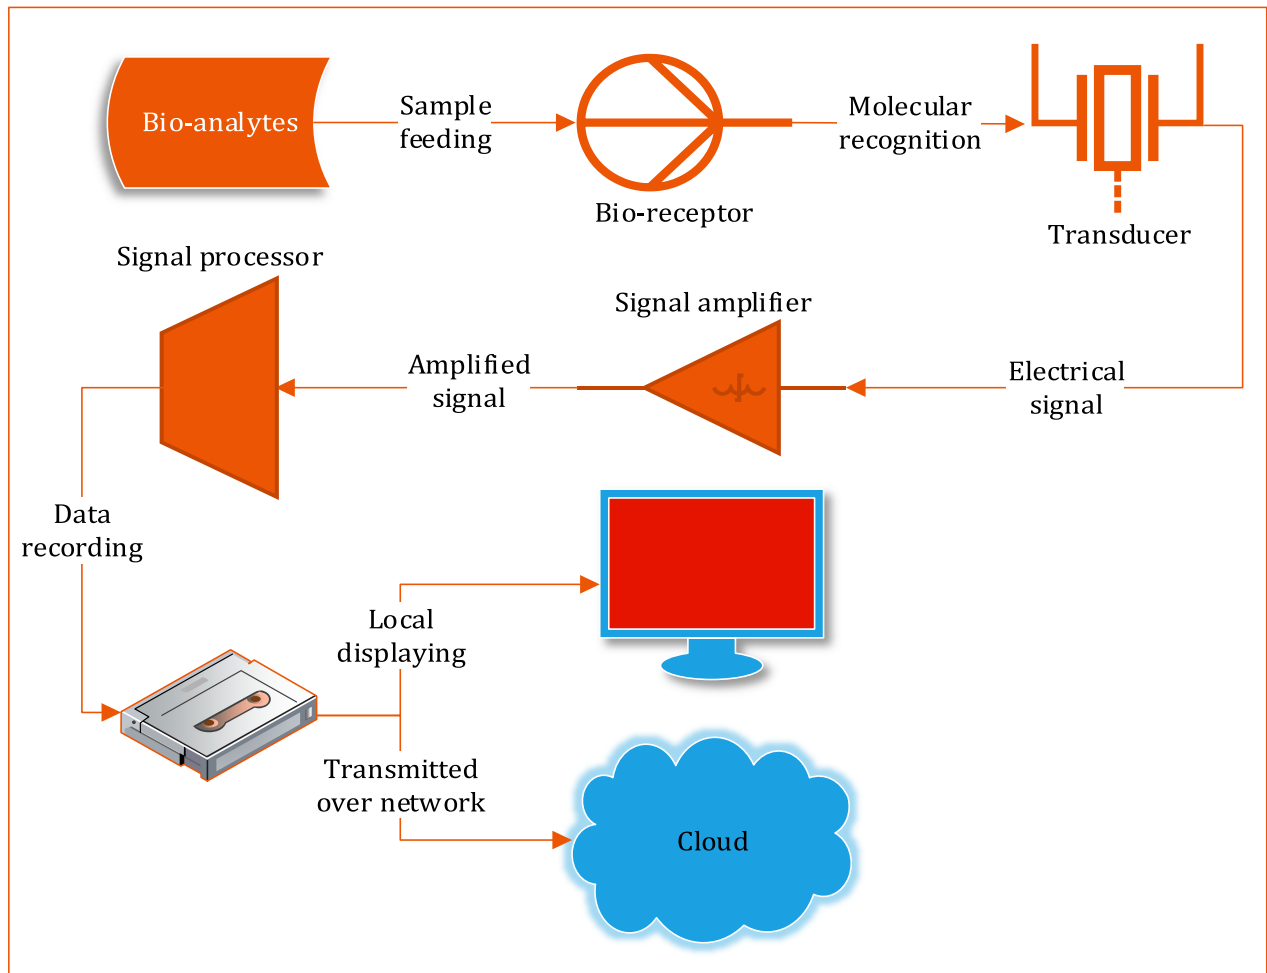 Bio-analytes
Sample
feeding
Bio-receptor
Molecular
recognition
Transducer
Electrical
signal
Signal amplifier
Amplified
signal
Signal processor
Data
recording
Local
displaying
Transmitted
over network
Cloud